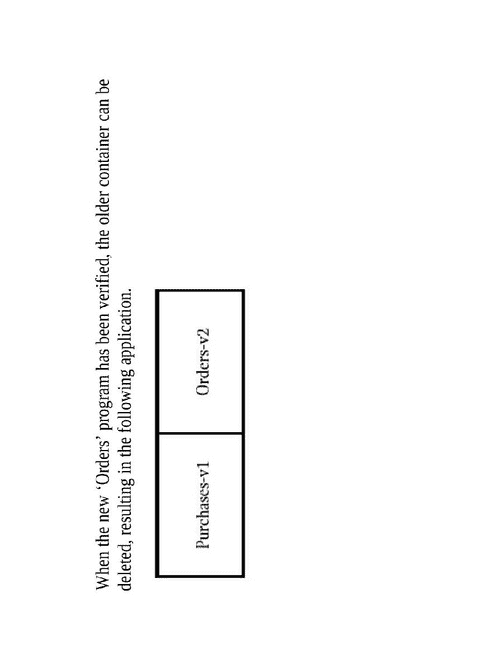 When the new ‘Orders’ program has been verified, the older container can be
deleted, resulting in the following application.
Purchases-v1
Orders-v2